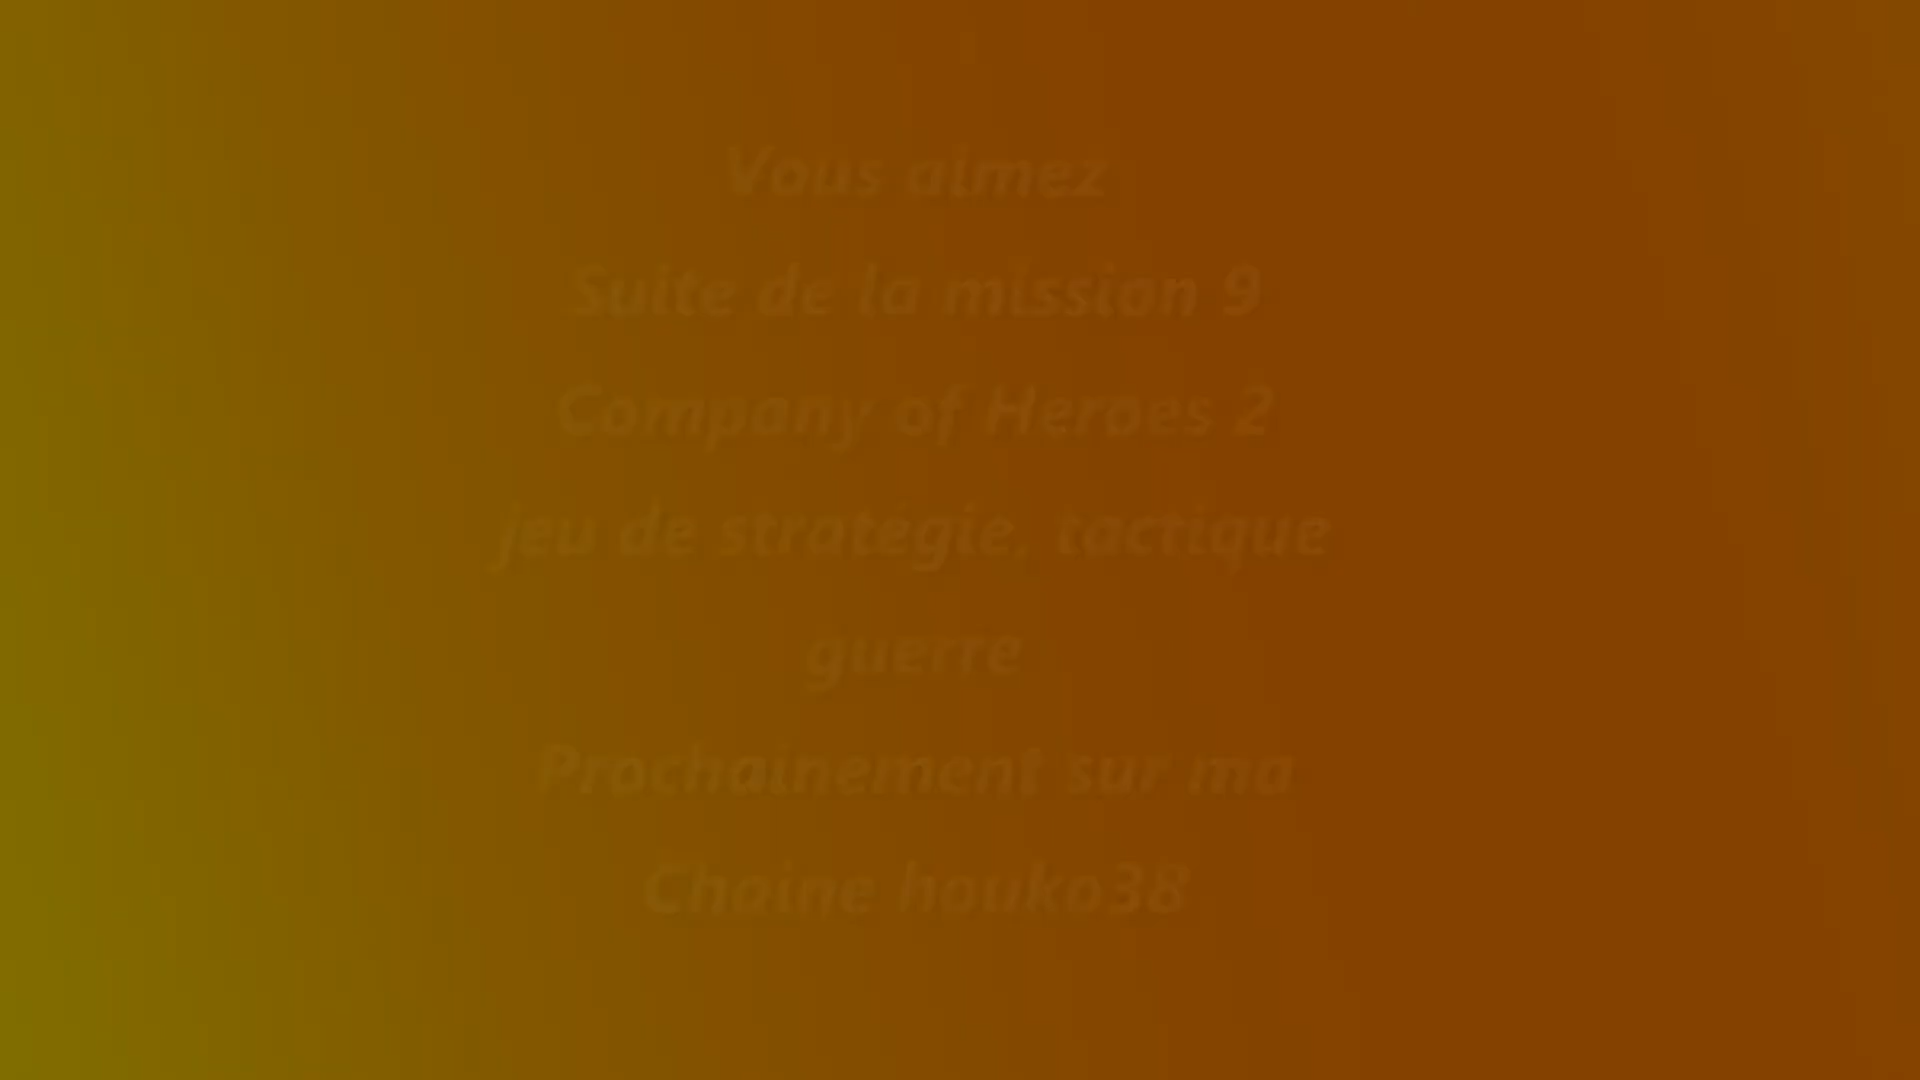 Vous aimez
Suite de la mission 9
Company of Heroes 2
jeu de stratégie, tactique
guerre
Prochainement sur ma
Chaine houko38